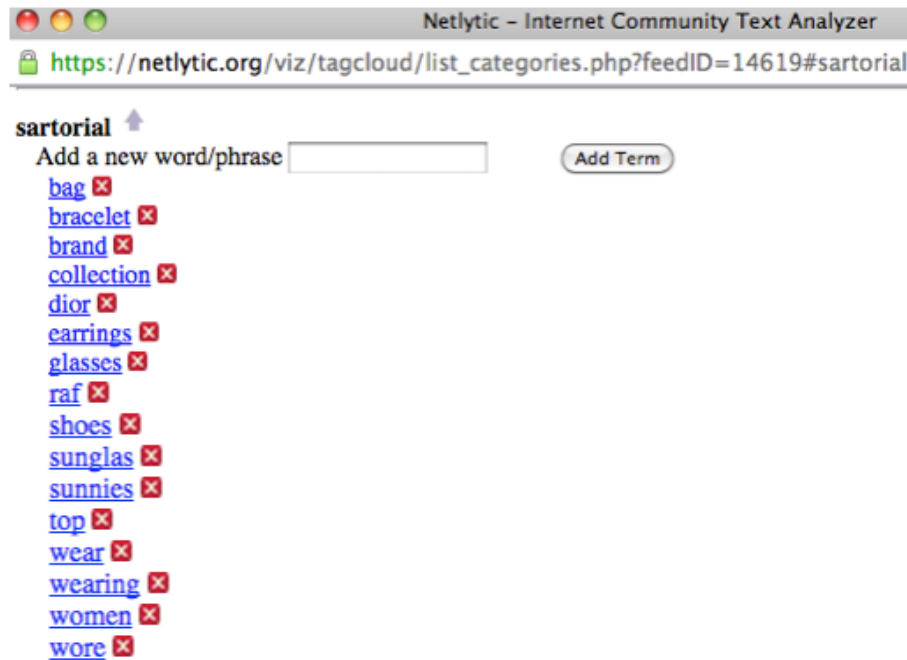 Netlytic – Internet Community Text Analyzer
https://netlytic.org/viz/tagcloud/list_categories.php?feedID=14619#sartorial
sartorial
Add a new word/phrase Add Term
bag
bracelet
brand
collection
dior
earrings
glasses
raf
shoes
sunglas
sunnies
top
wear
wearing
women
wore